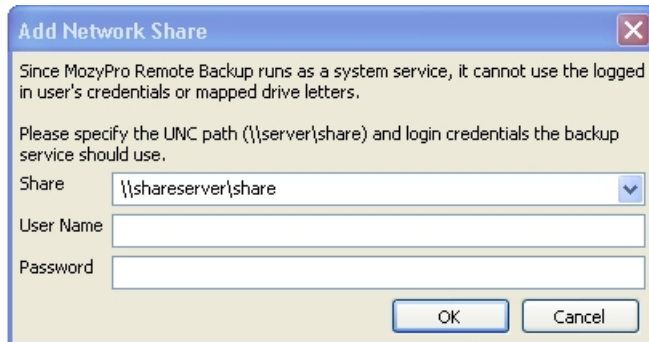 Add Network Share
Since MozyPro Remote Backup runs as a system service, it cannot use the logged
in user's credentials or mapped drive letters.
Please specify the UNC path (\\server\share) and login credentials the backup
service should use.
Share
\\shareserver\share
User Name
Password
OK
Cancel